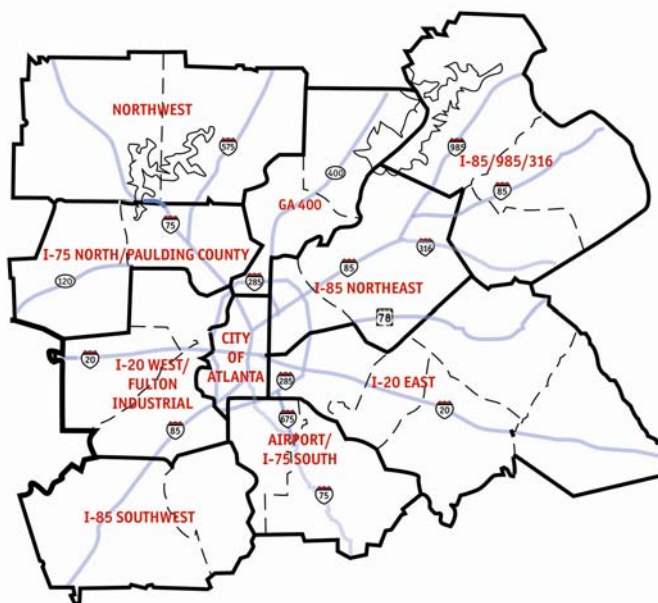 NORTHWEST
575
985
I-85/985/316
400
85
GA 400
75
316
I-75 NORTH/PAULDING COUNTY
85
120
285
I-85 NORTHEAST
78
CITY
OF
ATLANTA
20
I-20 WEST/
FULTON
INDUSTRIAL
285
I-20 EAST
20
675
85
AIRPORT/
I-75 SOUTH
75
I-85 SOUTHWEST
85